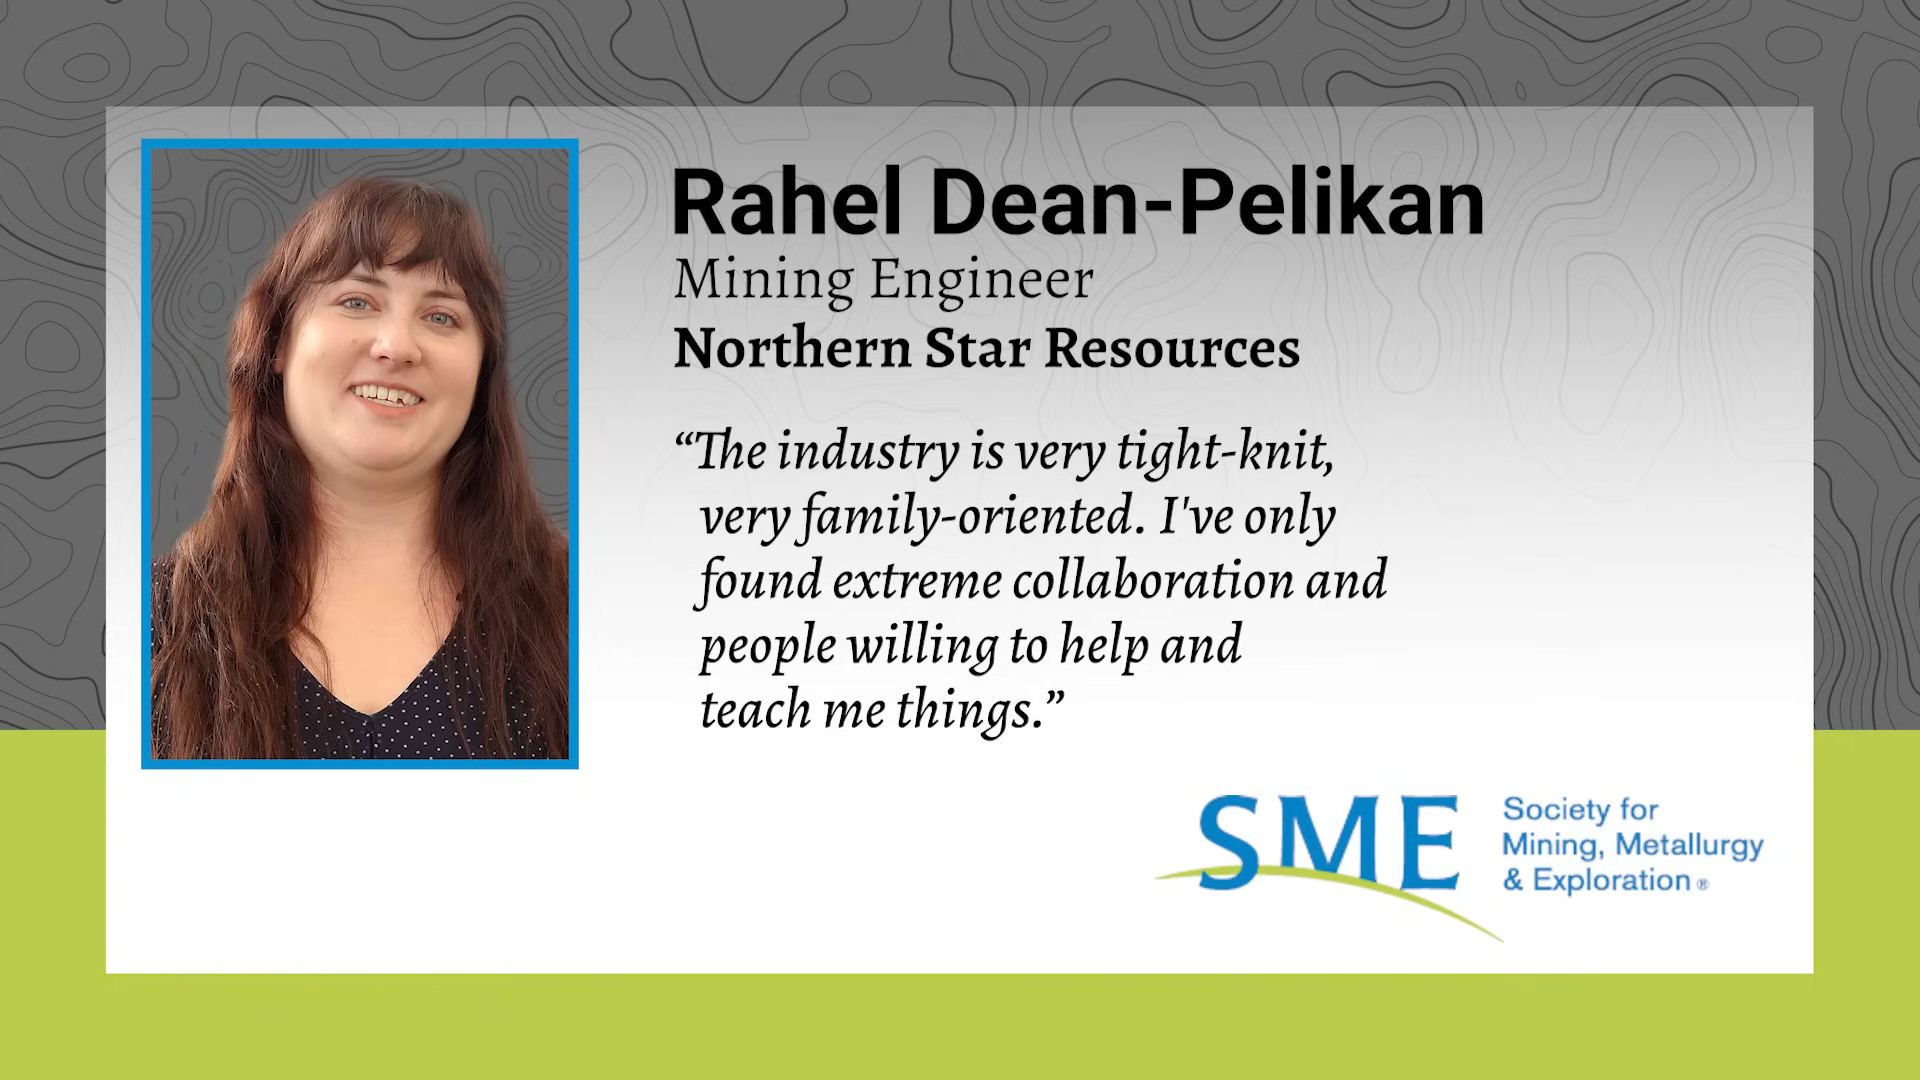 Rahel Dean-Pelikan
Mining Engineer
Northern Star Resources
“The industry is very tight-knit,
very family-oriented. I've only
found extreme collaboration and
people willing to help and
teach me things.”
SME
Society for
Mining, Metallurgy
& Exploration ®